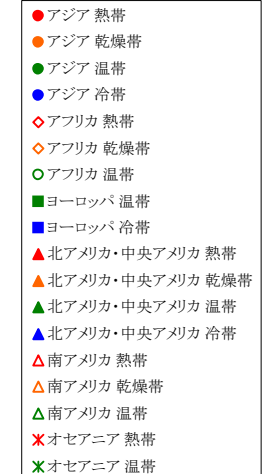 アジア 熱帯
アジア 乾燥帯
アジア 温帯
アジア 冷帯
アフリカ 熱帯
アフリカ 乾燥帯
アフリカ 温帯
ヨーロッパ 温帯
ヨーロッパ 冷帯
北アメリカ・中央アメリカ 熱帯
北アメリカ・中央アメリカ 乾燥帯
北アメリカ・中央アメリカ 温帯
北アメリカ・中央アメリカ 冷帯
南アメリカ 熱帯
南アメリカ 乾燥帯
南アメリカ 温帯
オセアニア 熱帯
オセアニア 温帯